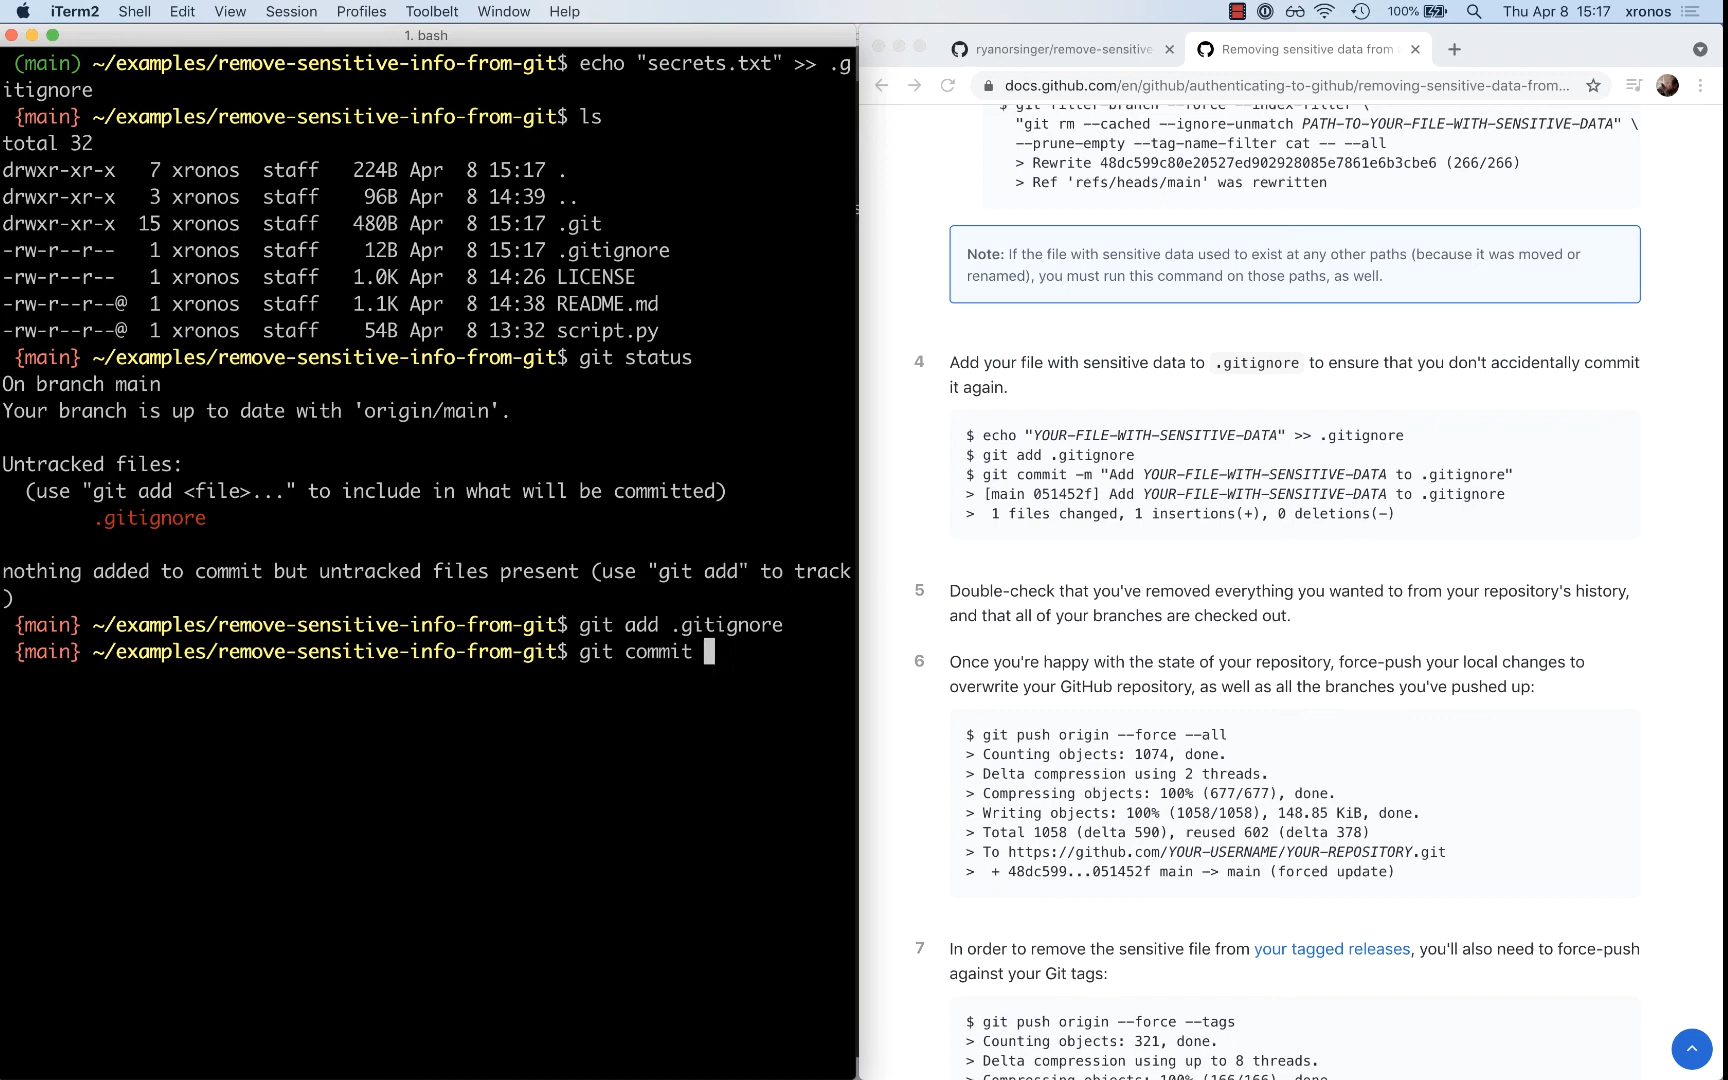 iTerm2 Shell Edit View Session Profiles Toolbelt Window Help 100% Thu Apr 8 15:17 xronos
1. bash
(main) ~/examples/remove-sensitive-info-from-git$ echo "secrets.txt" >> .g
itignore
{main} ~/examples/remove-sensitive-info-from-git$ ls
total 32
drwxr-xr-x 7 xronos staff 224B Apr 8 15:17 .
drwxr-xr-x 3 xronos staff 96B Apr 8 14:39 ..
drwxr-xr-x 15 xronos staff 480B Apr 8 15:17 .git
-rw-r--r-- 1 xronos staff 12B Apr 8 15:17 .gitignore
-rw-r--r-- 1 xronos staff 1.0K Apr 8 14:26 LICENSE
-rw-r--r--@ 1 xronos staff 1.1K Apr 8 14:38 README.md
-rw-r--r--@ 1 xronos staff 54B Apr 8 13:32 script.py
{main} ~/examples/remove-sensitive-info-from-git$ git status
On branch main
Your branch is up to date with 'origin/main'.
Untracked files:
(use "git add <file>..." to include in what will be committed)
.gitignore
nothing added to commit but untracked files present (use "git add" to track
)
{main} ~/examples/remove-sensitive-info-from-git$ git add .gitignore
{main} ~/examples/remove-sensitive-info-from-git$ git commit
ryanorsinger/remove-sensitive
Removing sensitive data from
docs.github.com/en/github/authenticating-to-github/removing-sensitive-data-from...
$ git filter-branch --force --index-filter \
"git rm --cached --ignore-unmatch PATH-TO-YOUR-FILE-WITH-SENSITIVE-DATA" \
--prune-empty --tag-name-filter cat -- --all
> Rewrite 48dc599c80e20527ed902928085e7861e6b3cbe6 (266/266)
> Ref 'refs/heads/main' was rewritten
Note: If the file with sensitive data used to exist at any other paths (because it was moved or
renamed), you must run this command on those paths, as well.
4 Add your file with sensitive data to .gitignore to ensure that you don't accidentally commit
it again.
$ echo "YOUR-FILE-WITH-SENSITIVE-DATA" >> .gitignore
$ git add .gitignore
$ git commit -m "Add YOUR-FILE-WITH-SENSITIVE-DATA to .gitignore"
> [main 051452f] Add YOUR-FILE-WITH-SENSITIVE-DATA to .gitignore
> 1 files changed, 1 insertions(+), 0 deletions(-)
5 Double-check that you've removed everything you wanted to from your repository's history,
and that all of your branches are checked out.
6 Once you're happy with the state of your repository, force-push your local changes to
overwrite your GitHub repository, as well as all the branches you've pushed up:
$ git push origin --force --all
> Counting objects: 1074, done.
> Delta compression using 2 threads.
> Compressing objects: 100% (677/677), done.
> Writing objects: 100% (1058/1058), 148.85 KiB, done.
> Total 1058 (delta 590), reused 602 (delta 378)
> To https://github.com/YOUR-USERNAME/YOUR-REPOSITORY.git
> + 48dc599...051452f main -> main (forced update)
7 In order to remove the sensitive file from your tagged releases, you'll also need to force-push
against your Git tags:
$ git push origin --force --tags
> Counting objects: 321, done.
> Delta compression using up to 8 threads.
> Compressing objects: 100% (166/166), done.